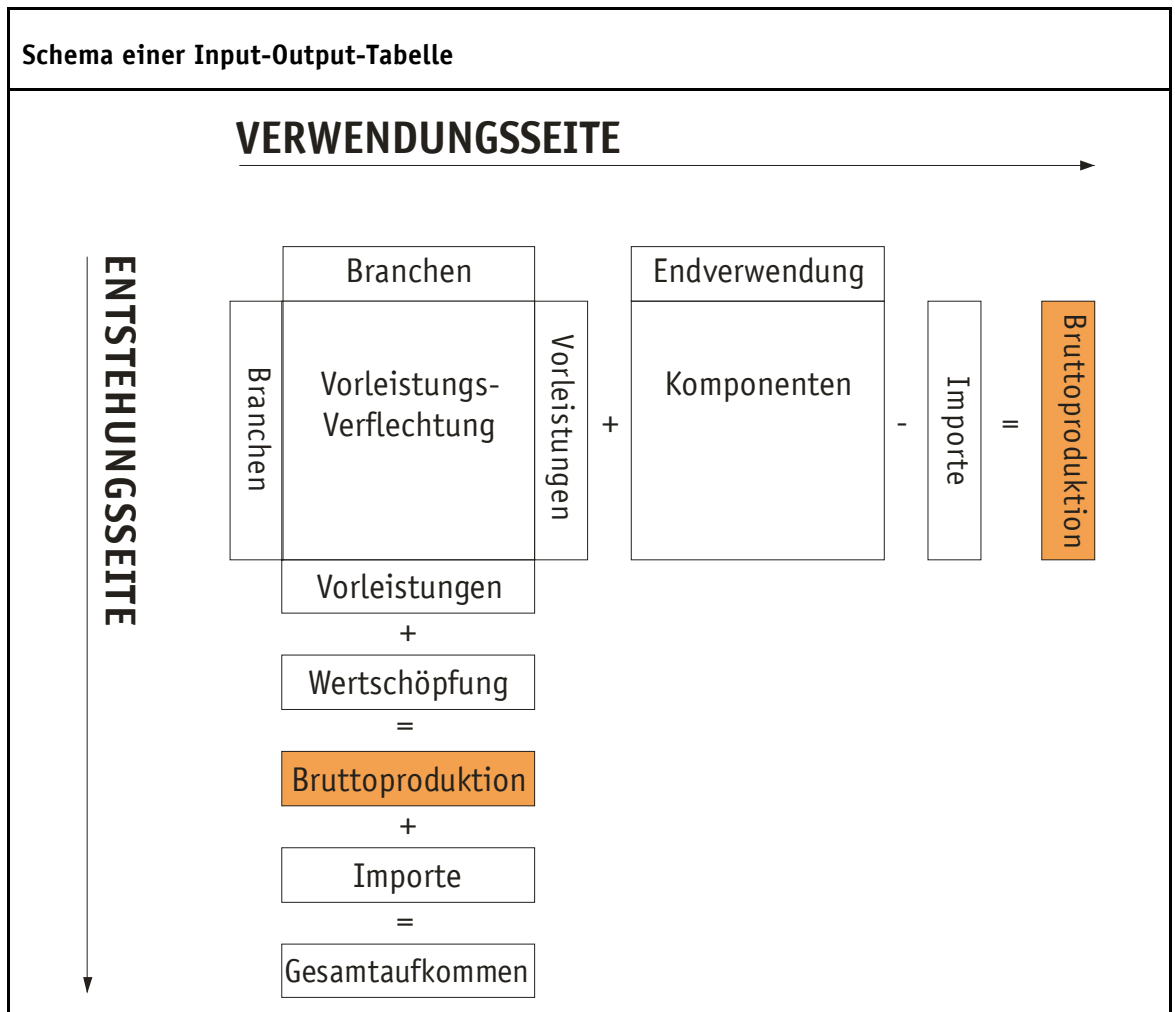 Schema einer Input-Output-Tabelle
VERWENDUNGSSEITE
ENTSTEHUNGSSEITE
Branchen
Endverwendung
Branchen
Vorleistungs-
Verflechtung
Vorleistungen
+
Komponenten
-
Importe
=
Bruttoproduktion
Vorleistungen
+
Wertschöpfung
=
Bruttoproduktion
+
Importe
=
Gesamtaufkommen